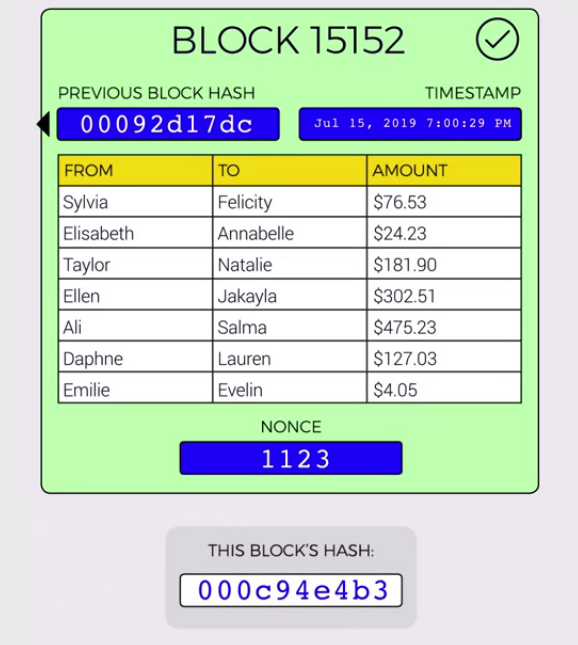 BLOCK 15152
PREVIOUS BLOCK HASH TIMESTAMP
00092d17dc Jul 15, 2019 7:00:29 PM
FROM TO AMOUNT
Sylvia Felicity $76.53
Elisabeth Annabelle $24.23
Taylor Natalie $181.90
Ellen Jakayla $302.51
Ali Salma $475.23
Daphne Lauren $127.03
Emilie Evelin $4.05
NONCE
1123
THIS BLOCK'S HASH:
000c94e4b3